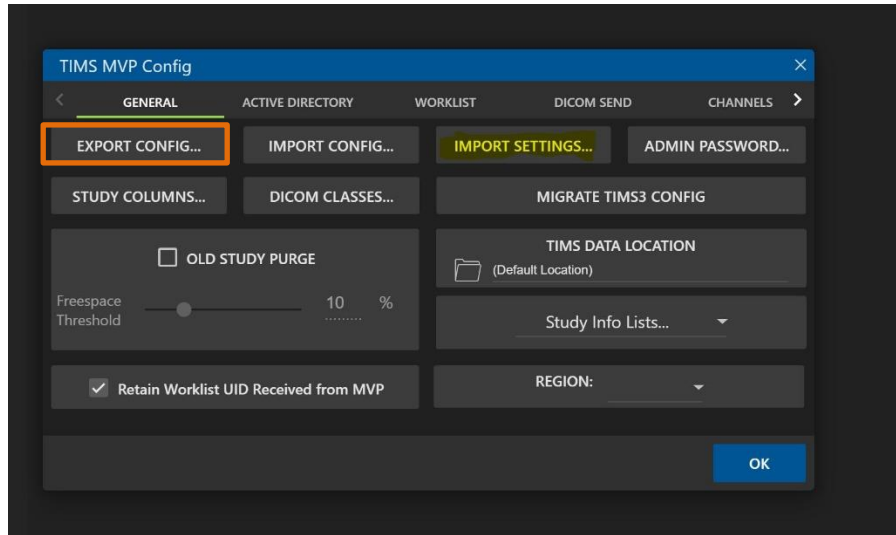 TIMS MVP Config
GENERAL ACTIVE DIRECTORY WORKLIST DICOM SEND CHANNELS
EXPORT CONFIG... IMPORT CONFIG... IMPORT SETTINGS... ADMIN PASSWORD...
STUDY COLUMNS... DICOM CLASSES... MIGRATE TIMS3 CONFIG
OLD STUDY PURGE
Freespace
Threshold
10 %
TIMS DATA LOCATION
(Default Location)
Study Info Lists...
Retain Worklist UID Received from MVP
REGION:
OK